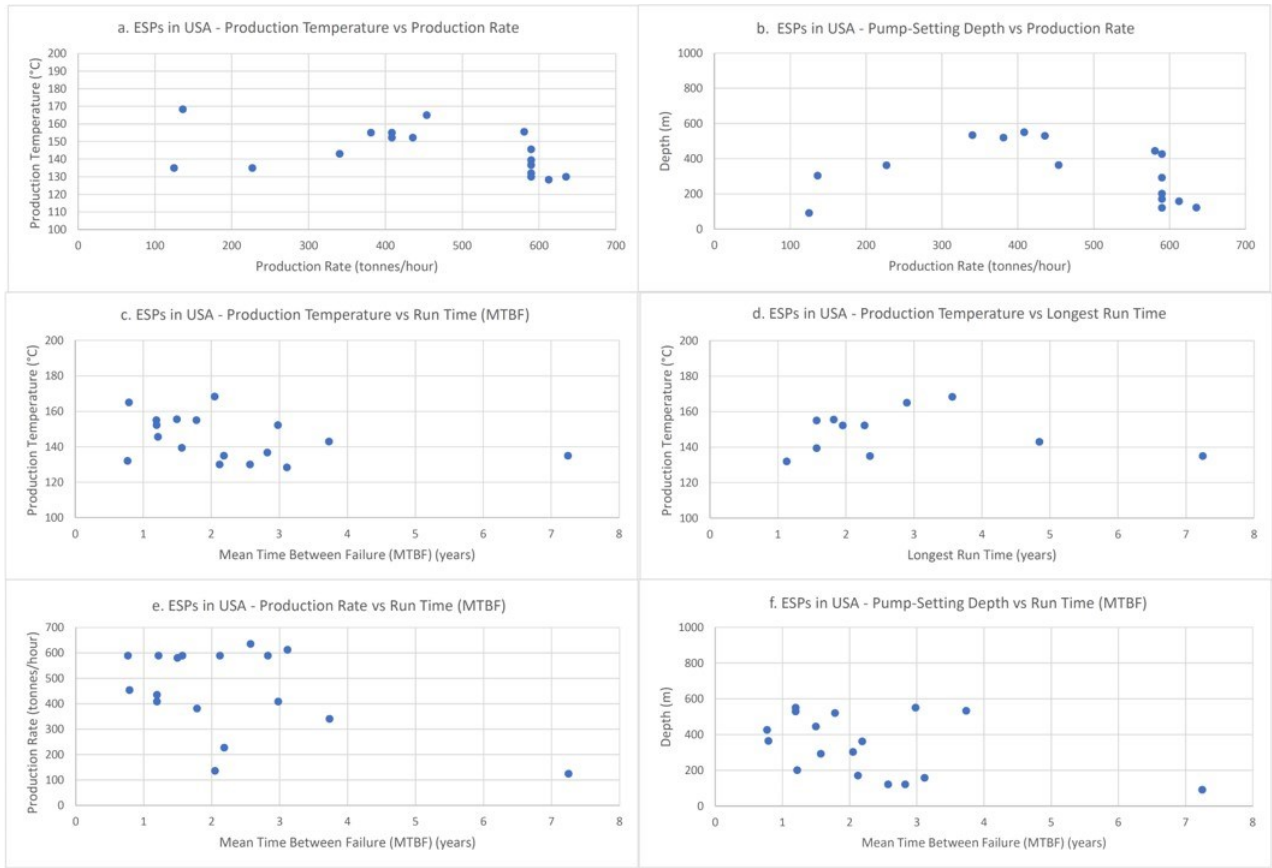 a. ESPs in USA - Production Temperature vs Production Rate
Production Temperature (°C)
200
190
180
170
160
150
140
130
120
110
100
0 100 200 300 400 500 600 700
Production Rate (tonnes/hour)
b. ESPs in USA - Pump-Setting Depth vs Production Rate
Depth (m)
1000
800
600
400
200
0
0 100 200 300 400 500 600 700
Production Rate (tonnes/hour)
c. ESPs in USA - Production Temperature vs Run Time (MTBF)
Production Temperature (°C)
200
180
160
140
120
100
0 1 2 3 4 5 6 7 8
Mean Time Between Failure (MTBF) (years)
d. ESPs in USA - Production Temperature vs Longest Run Time
Production Temperature (°C)
200
180
160
140
120
100
0 1 2 3 4 5 6 7 8
Longest Run Time (years)
e. ESPs in USA - Production Rate vs Run Time (MTBF)
Production Rate (tonnes/hour)
700
600
500
400
300
200
100
0
0 1 2 3 4 5 6 7 8
Mean Time Between Failure (MTBF) (years)
f. ESPs in USA - Pump-Setting Depth vs Run Time (MTBF)
Depth (m)
1000
800
600
400
200
0
0 1 2 3 4 5 6 7 8
Mean Time Between Failure (MTBF) (years)